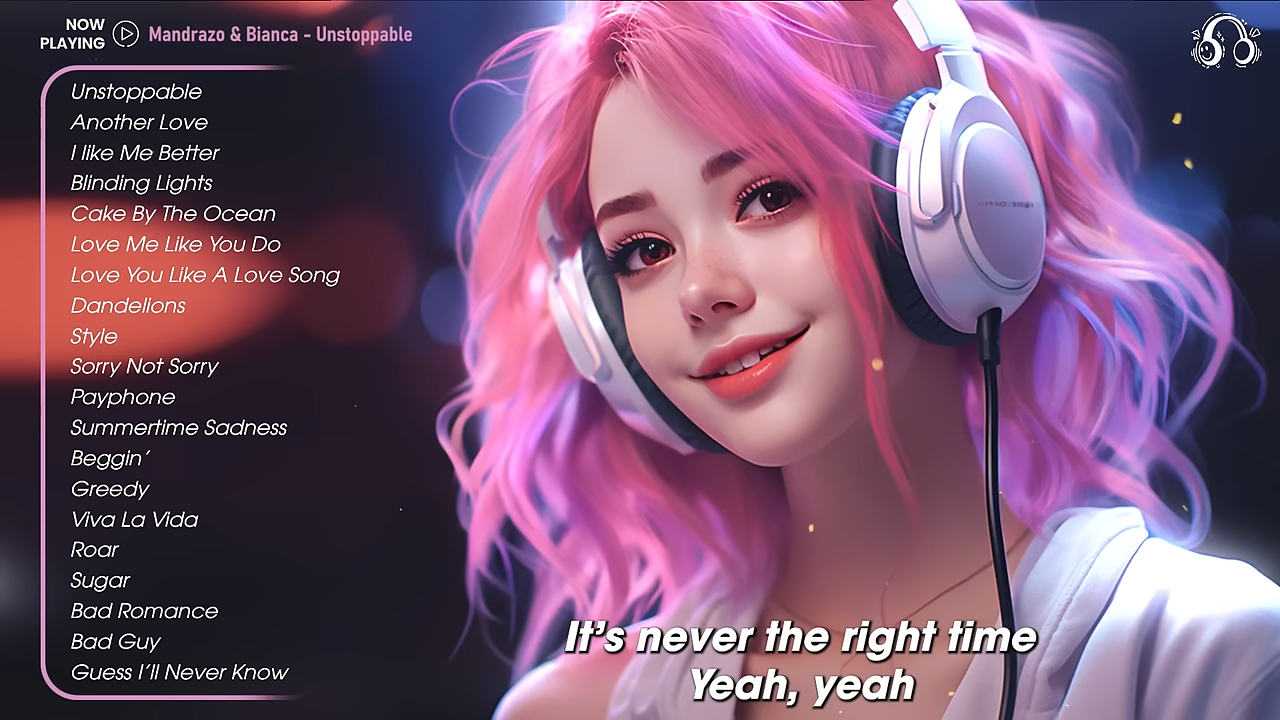 NOW
PLAYING
Mandrazo & Bianca - Unstoppable
Unstoppable
Another Love
I like Me Better
Blinding Lights
Cake By The Ocean
Love Me Like You Do
Love You Like A Love Song
Dandelions
Style
Sorry Not Sorry
Payphone
Summertime Sadness
Beggin'
Greedy
Viva La Vida
Roar
Sugar
Bad Romance
Bad Guy
Guess I'll Never Know
It's never the right time
Yeah, yeah